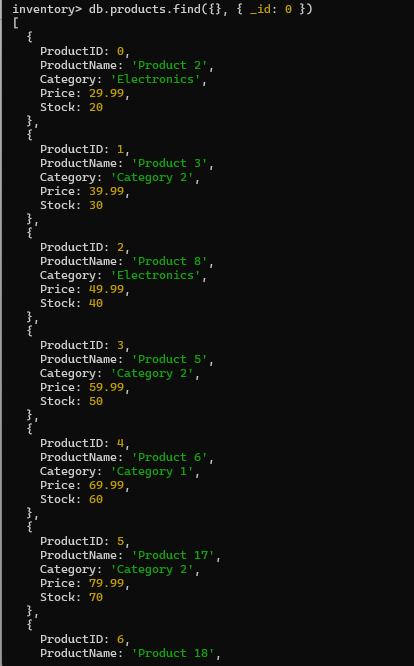 inventory> db.products.find({}, { _id: 0 })
[
  {
    ProductID: 0,
    ProductName: 'Product 2',
    Category: 'Electronics',
    Price: 29.99,
    Stock: 20
  },
  {
    ProductID: 1,
    ProductName: 'Product 3',
    Category: 'Category 2',
    Price: 39.99,
    Stock: 30
  },
  {
    ProductID: 2,
    ProductName: 'Product 8',
    Category: 'Electronics',
    Price: 49.99,
    Stock: 40
  },
  {
    ProductID: 3,
    ProductName: 'Product 5',
    Category: 'Category 2',
    Price: 59.99,
    Stock: 50
  },
  {
    ProductID: 4,
    ProductName: 'Product 6',
    Category: 'Category 1',
    Price: 69.99,
    Stock: 60
  },
  {
    ProductID: 5,
    ProductName: 'Product 17',
    Category: 'Category 2',
    Price: 79.99,
    Stock: 70
  },
  {
    ProductID: 6,
    ProductName: 'Product 18',